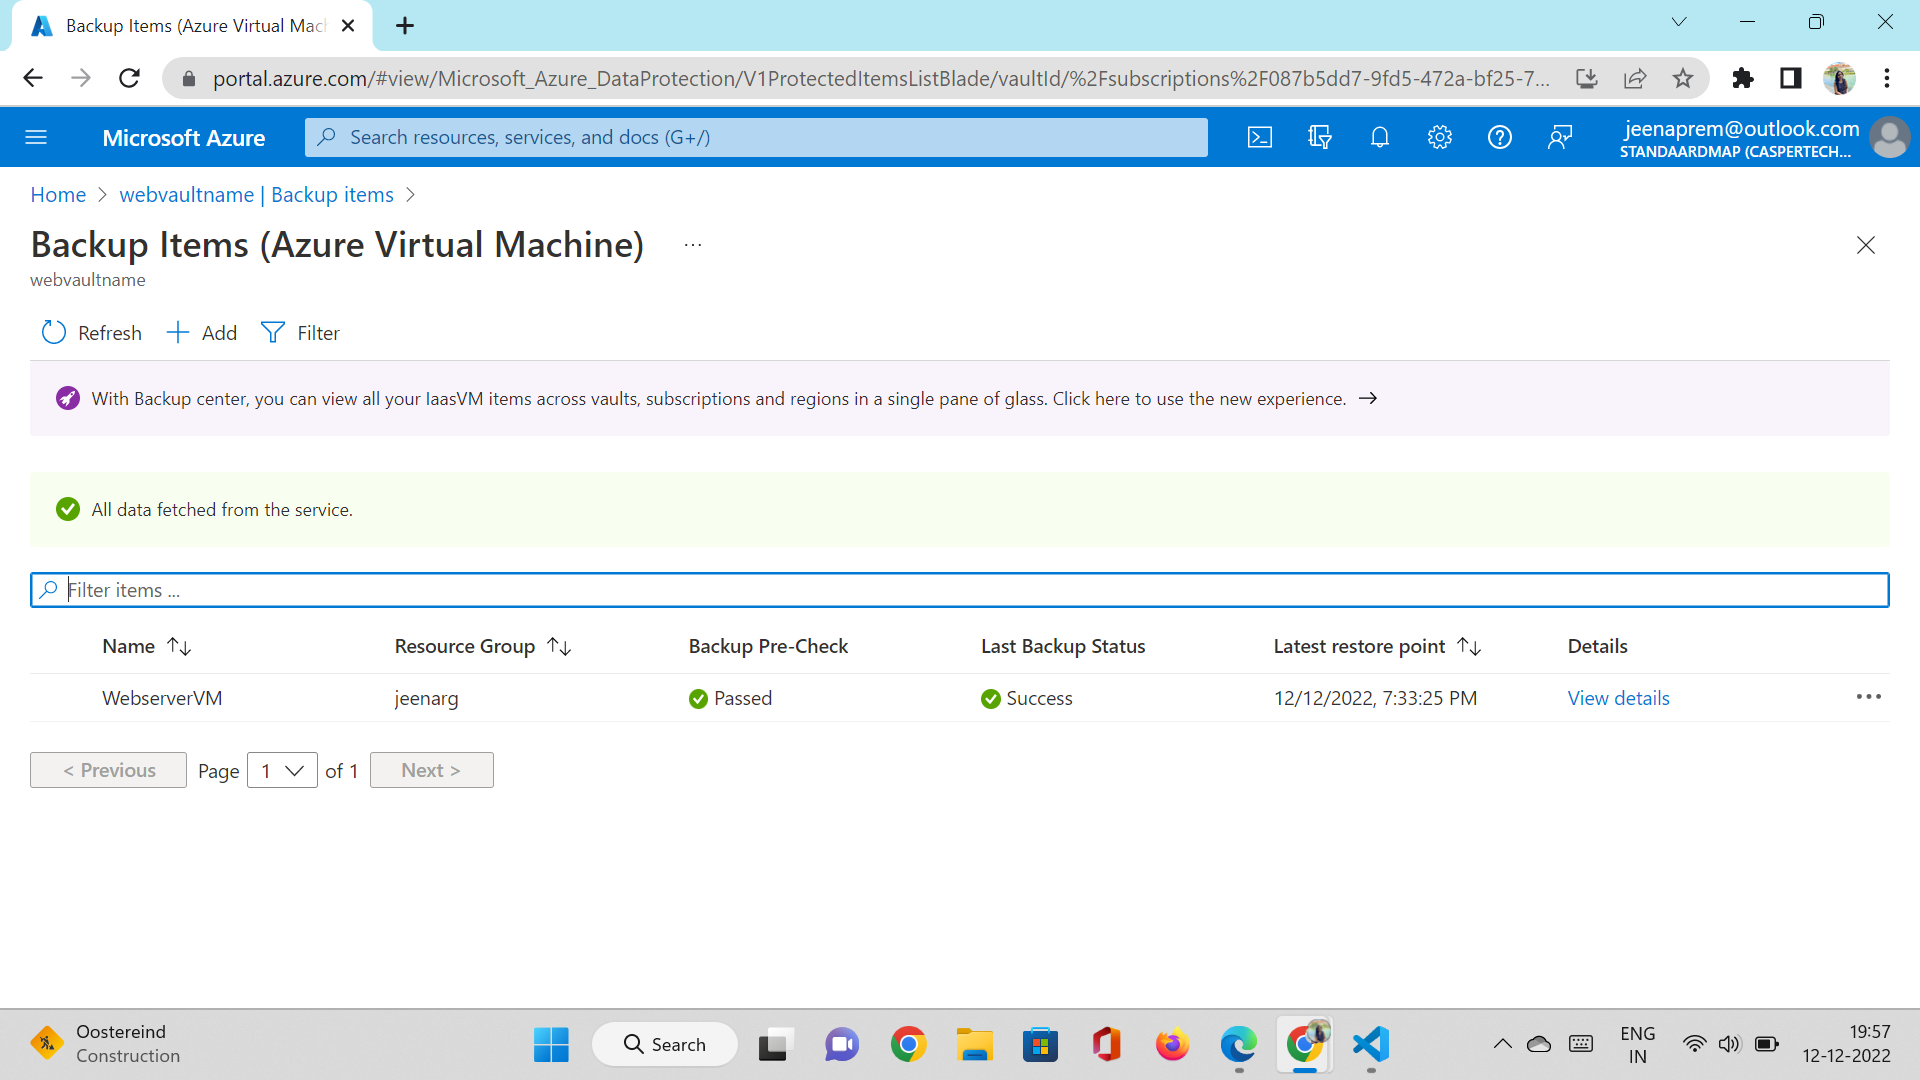 Backup Items (Azure Virtual Mach
portal.azure.com/#view/Microsoft_Azure_DataProtection/V1ProtectedItemsListBlade/vaultId/%2Fsubscriptions%2F087b5dd7-9fd5-472a-bf25-7...
Microsoft Azure
Search resources, services, and docs (G+/)
jeenaprem@outlook.com
STANDAARDMAP (CASPERTECH...
Home > webvaultname | Backup items >
Backup Items (Azure Virtual Machine) ...
webvaultname
Refresh + Add Filter
With Backup center, you can view all your IaasVM items across vaults, subscriptions and regions in a single pane of glass. Click here to use the new experience. →
All data fetched from the service.
Filter items ...
Name ↑↓ Resource Group ↑↓ Backup Pre-Check Last Backup Status Latest restore point ↑↓ Details
WebserverVM jeenarg Passed Success 12/12/2022, 7:33:25 PM View details ...
< Previous Page 1 of 1 Next >
Oostereind
Construction
Search
ENG
IN
19:57
12-12-2022